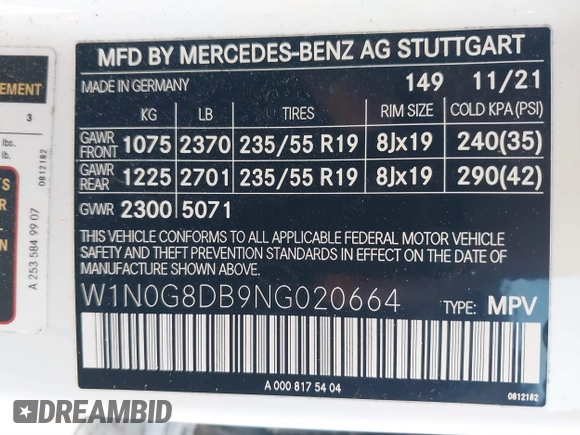 MFD BY MERCEDES-BENZ AG STUTTGART
MADE IN GERMANY 149 11/21
KG LB TIRES RIM SIZE COLD KPA (PSI)
GAWR FRONT 1075 2370 235/55 R19 8Jx19 240(35)
GAWR REAR 1225 2701 235/55 R19 8Jx19 290(42)
GVWR 2300 5071
THIS VEHICLE CONFORMS TO ALL APPLICABLE FEDERAL MOTOR VEHICLE
SAFETY AND THEFT PREVENTION STANDARDS IN EFFECT ON THE DATE OF
MANUFACTURE SHOWN ABOVE.
W1N0G8DB9NG020664 TYPE: MPV
A 000 817 54 04
0812182
EMENT
3
lbs.
lb.
0812182
A 253 584 99 07
DREAMBID